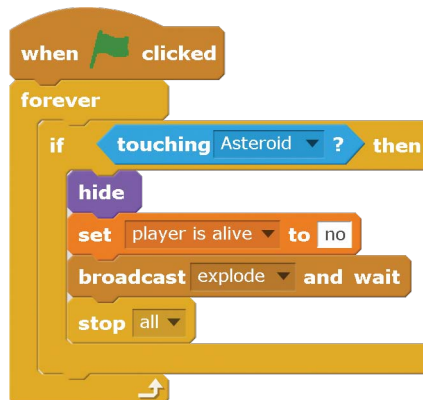 when clicked
forever
if touching Asteroid ? then
hide
set player is alive to no
broadcast explode and wait
stop all